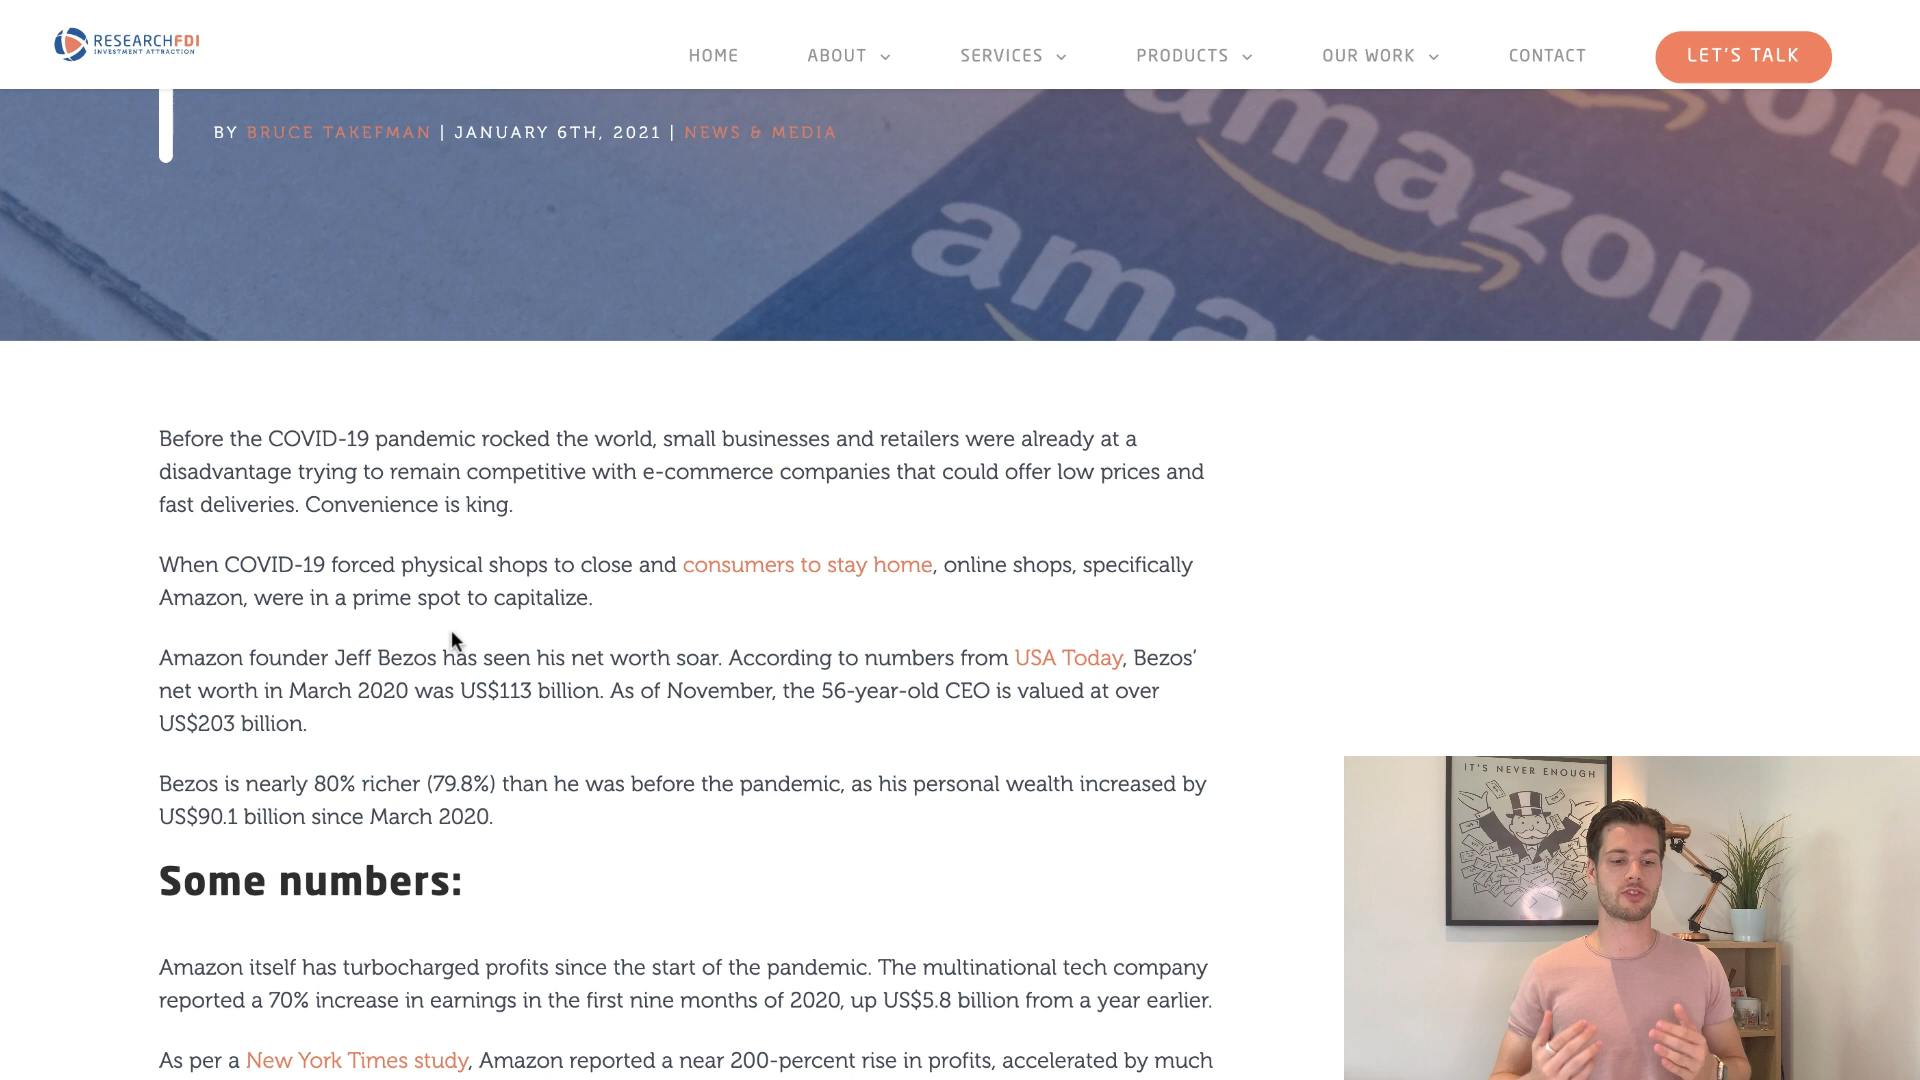 RESEARCHFDI
INVESTMENT ATTRACTION
HOME
ABOUT
SERVICES
PRODUCTS
OUR WORK
CONTACT
LET'S TALK
BY BRUCE TAKEFMAN | JANUARY 6TH, 2021 | NEWS & MEDIA
amazon
amazon
Before the COVID-19 pandemic rocked the world, small businesses and retailers were already at a
disadvantage trying to remain competitive with e-commerce companies that could offer low prices and
fast deliveries. Convenience is king.
When COVID-19 forced physical shops to close and consumers to stay home, online shops, specifically
Amazon, were in a prime spot to capitalize.
Amazon founder Jeff Bezos has seen his net worth soar. According to numbers from USA Today, Bezos'
net worth in March 2020 was US$113 billion. As of November, the 56-year-old CEO is valued at over
US$203 billion.
Bezos is nearly 80% richer (79.8%) than he was before the pandemic, as his personal wealth increased by
US$90.1 billion since March 2020.
Some numbers:
Amazon itself has turbocharged profits since the start of the pandemic. The multinational tech company
reported a 70% increase in earnings in the first nine months of 2020, up US$5.8 billion from a year earlier.
As per a New York Times study, Amazon reported a near 200-percent rise in profits, accelerated by much
IT'S NEVER ENOUGH